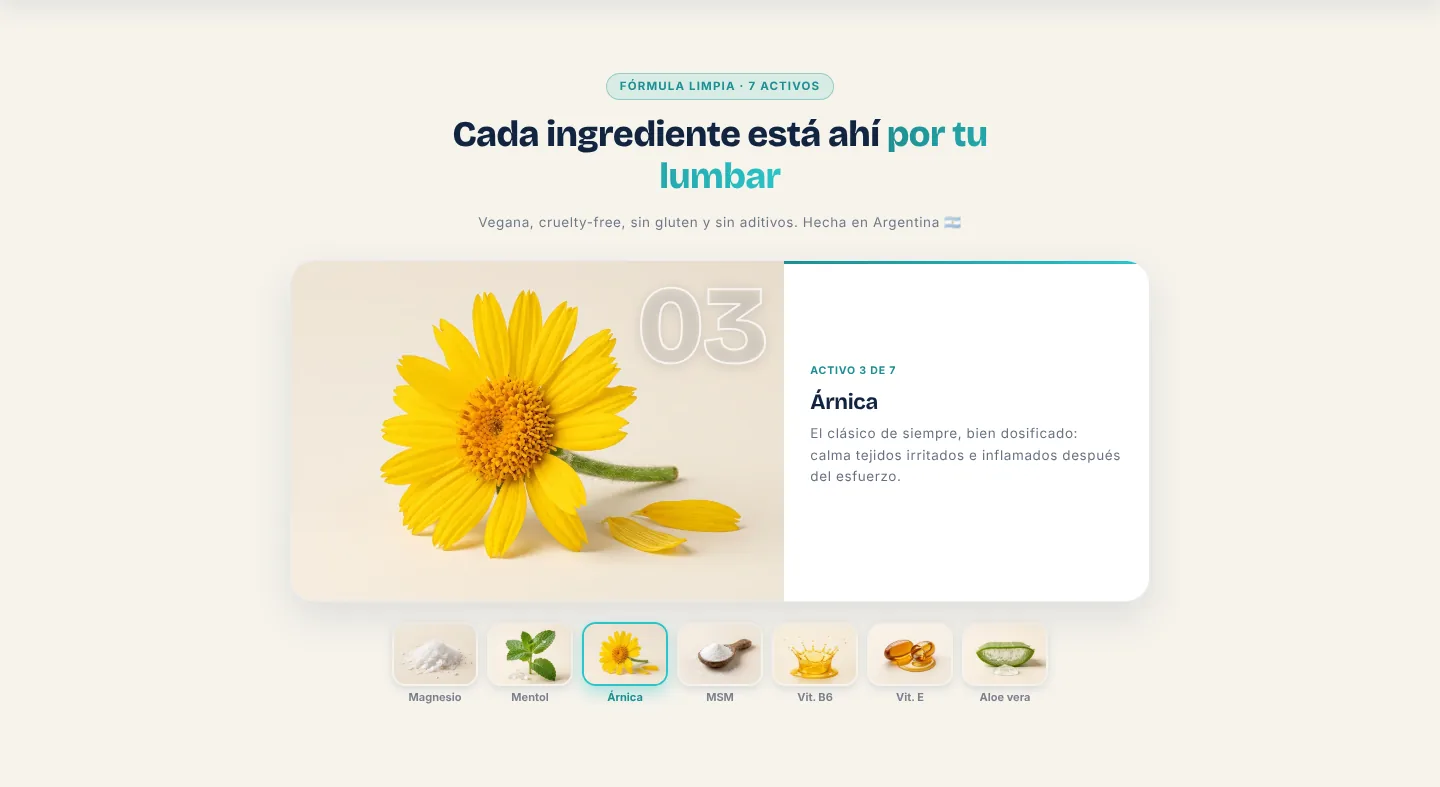 FÓRMULA LIMPIA · 7 ACTIVOS
Cada ingrediente está ahí por tu
lumbar
Vegana, cruelty-free, sin gluten y sin aditivos. Hecha en Argentina 🇦🇷
03
ACTIVO 3 DE 7
Árnica
El clásico de siempre, bien dosificado:
calma tejidos irritados e inflamados después
del esfuerzo.
Magnesio
Mentol
Árnica
MSM
Vit. B6
Vit. E
Aloe vera